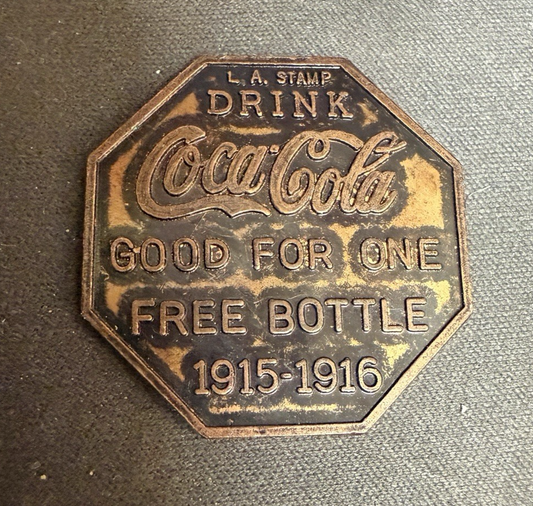 L. A. STAMP
DRINK
Coca-Cola
GOOD FOR ONE
FREE BOTTLE
1915-1916